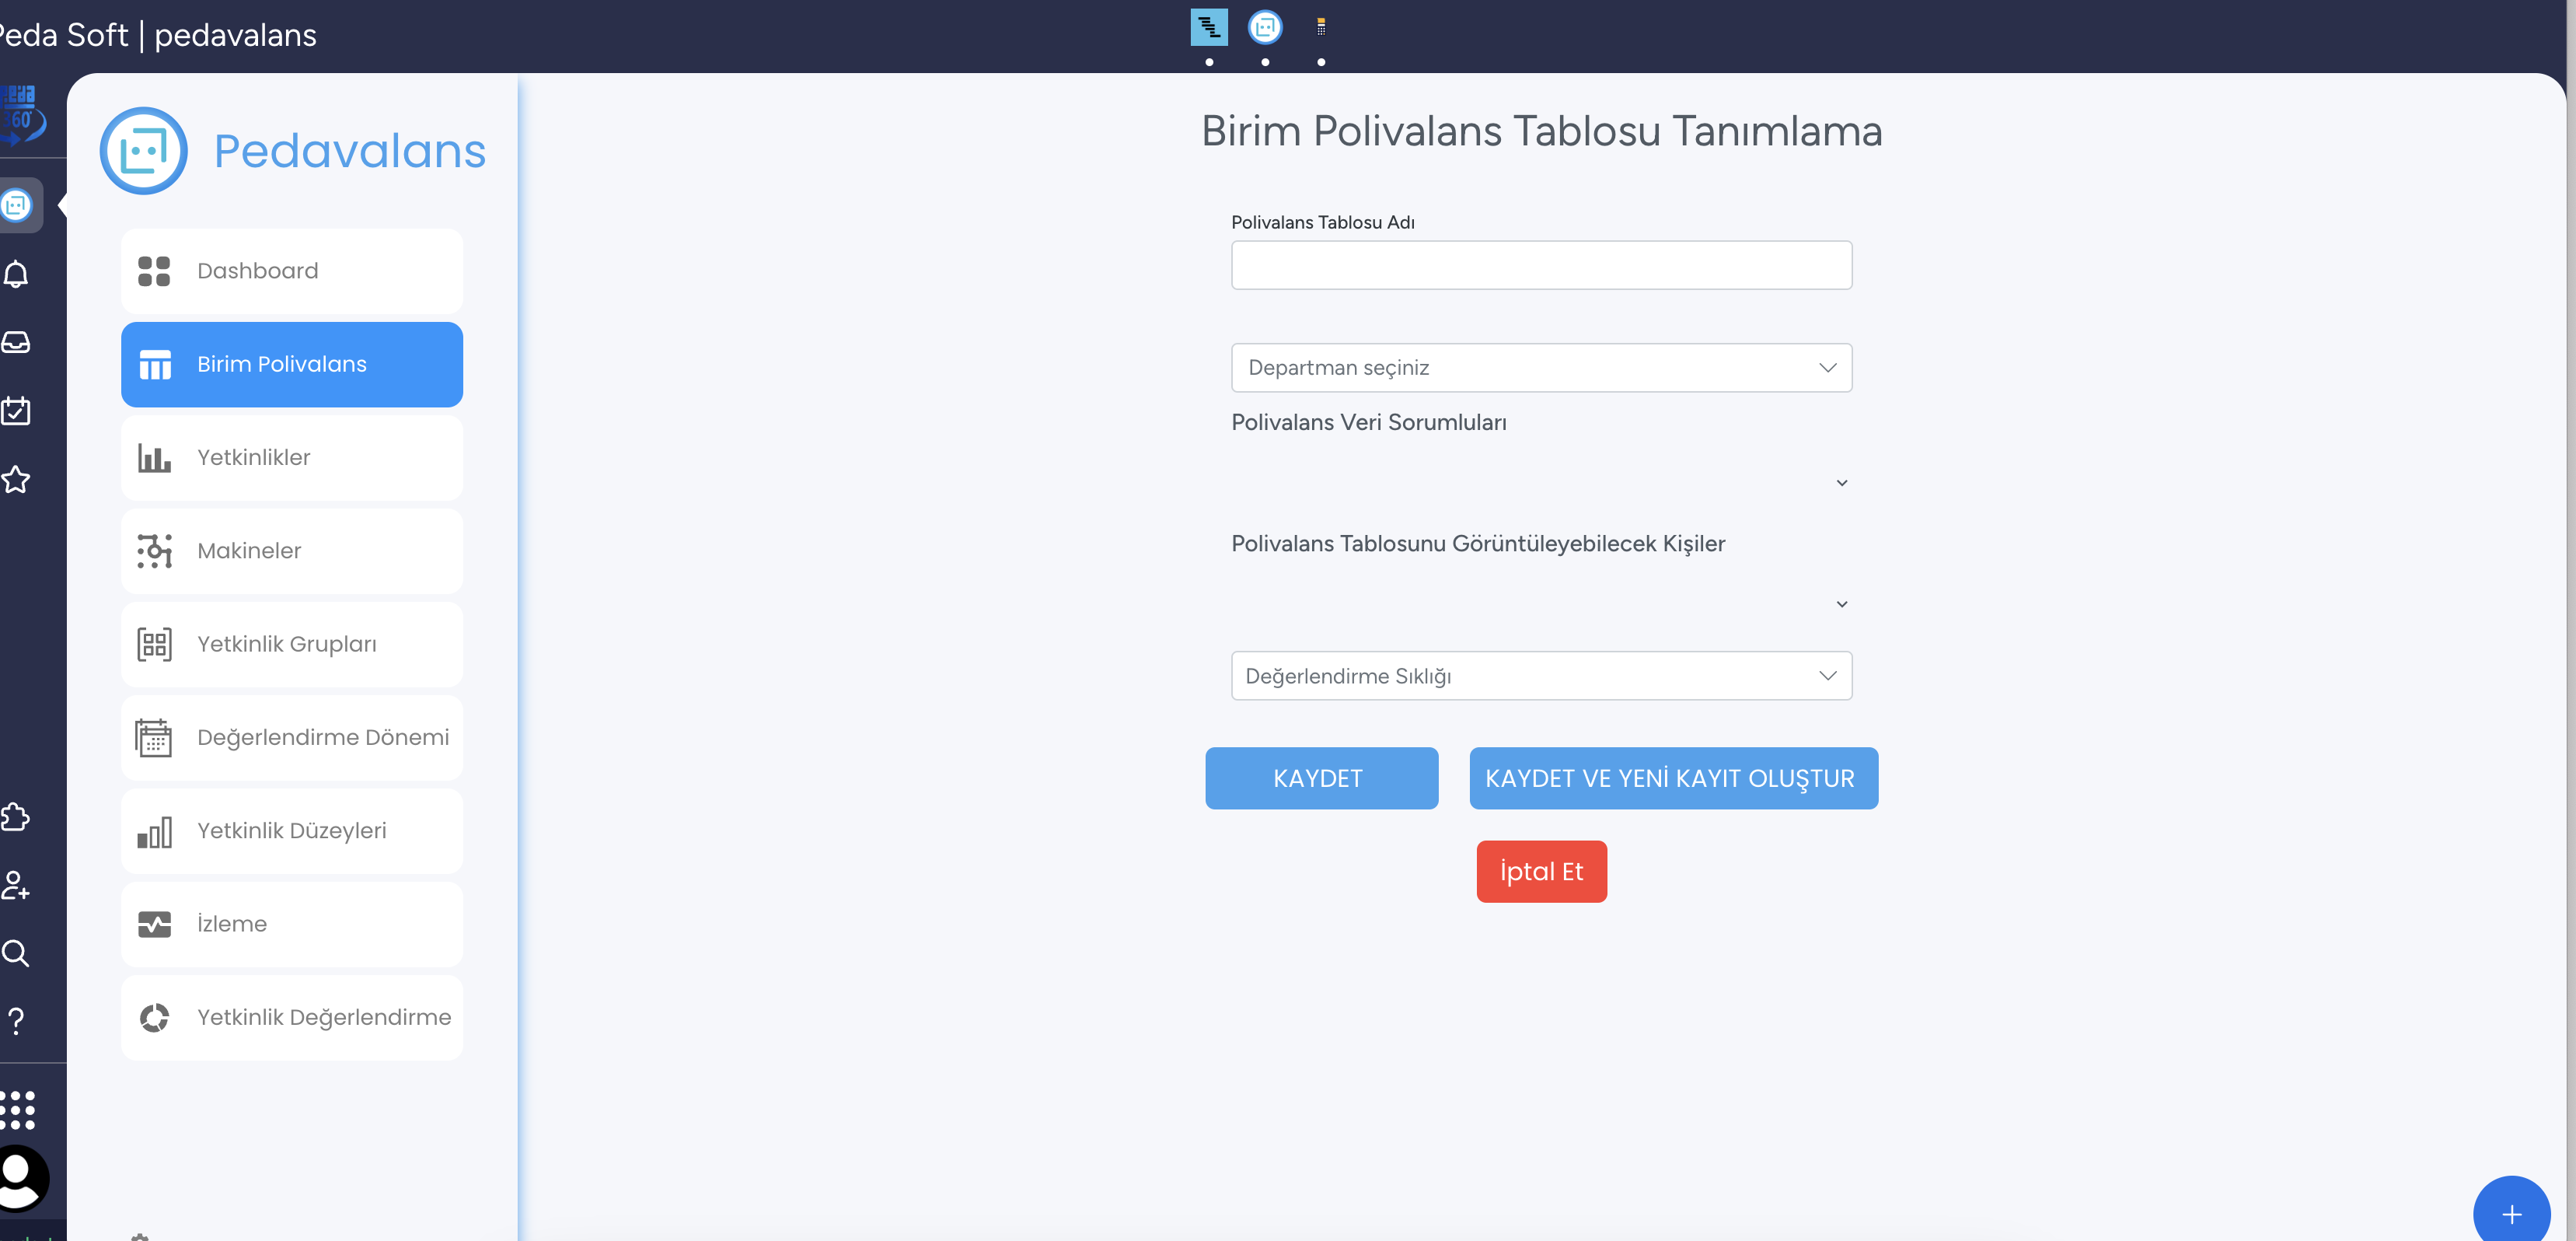 Peda Soft | pedavalans
peda
360°
Pedavalans
Dashboard
Birim Polivalans
Yetkinlikler
Makineler
Yetkinlik Grupları
Değerlendirme Dönemi
Yetkinlik Düzeyleri
İzleme
Yetkinlik Değerlendirme
Birim Polivalans Tablosu Tanımlama
Polivalans Tablosu Adı
Departman seçiniz
Polivalans Veri Sorumluları
Polivalans Tablosunu Görüntüleyebilecek Kişiler
Değerlendirme Sıklığı
KAYDET
KAYDET VE YENİ KAYIT OLUŞTUR
İptal Et